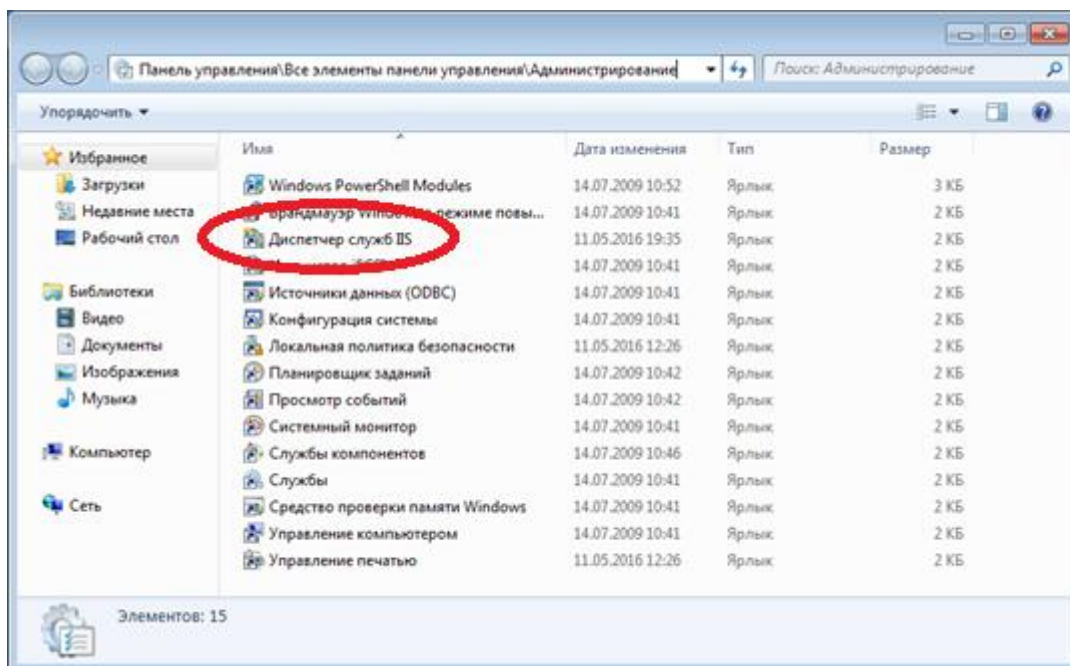 Панель управления\Все элементы панели управления\Администрирование
Поиск: Администрирование
Упорядочить
Имя Дата изменения Тип Размер
Избранное
Загрузки
Недавние места
Рабочий стол
Библиотеки
Видео
Документы
Изображения
Музыка
Компьютер
Сеть
Windows PowerShell Modules 14.07.2009 10:52 Ярлык 3 КБ
Брандмауэр режиме повы... 14.07.2009 10:41 Ярлык 2 КБ
Диспетчер служб IIS 11.05.2016 19:35 Ярлык 2 КБ
14.07.2009 10:41 Ярлык 2 КБ
Источники данных (ODBC) 14.07.2009 10:41 Ярлык 2 КБ
Конфигурация системы 14.07.2009 10:41 Ярлык 2 КБ
Локальная политика безопасности 11.05.2016 12:26 Ярлык 2 КБ
Планировщик заданий 14.07.2009 10:42 Ярлык 2 КБ
Просмотр событий 14.07.2009 10:42 Ярлык 2 КБ
Системный монитор 14.07.2009 10:41 Ярлык 2 КБ
Службы компонентов 14.07.2009 10:46 Ярлык 2 КБ
Службы 14.07.2009 10:41 Ярлык 2 КБ
Средство проверки памяти Windows 14.07.2009 10:41 Ярлык 2 КБ
Управление компьютером 14.07.2009 10:41 Ярлык 2 КБ
Управление печатью 11.05.2016 12:26 Ярлык 2 КБ
Элементов: 15